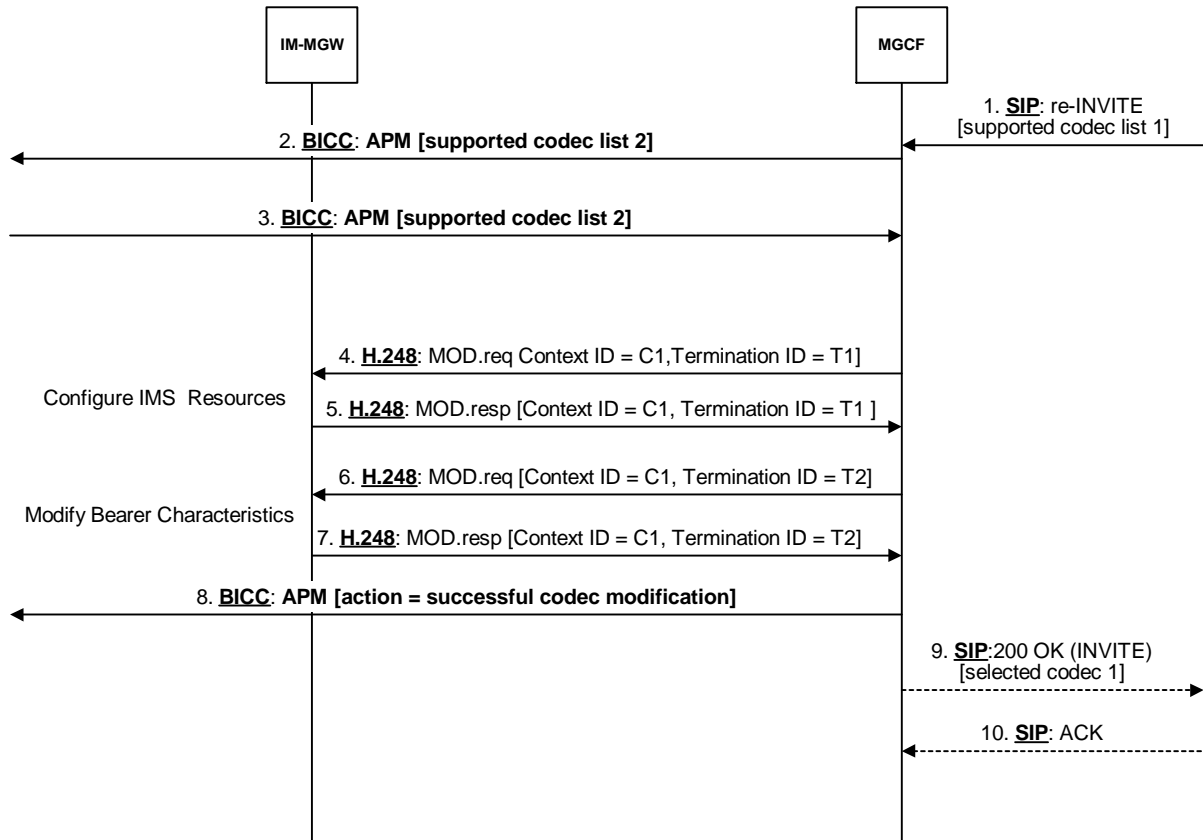 IM-MGW
MGCF
1. SIP: re-INVITE
[supported codec list 1]
2. BICC: APM [supported codec list 2]
3. BICC: APM [supported codec list 2]
4. H.248: MOD.req Context ID = C1,Termination ID = T1]
Configure IMS Resources
5. H.248: MOD.resp [Context ID = C1, Termination ID = T1 ]
6. H.248: MOD.req [Context ID = C1, Termination ID = T2]
Modify Bearer Characteristics
7. H.248: MOD.resp [Context ID = C1, Termination ID = T2]
8. BICC: APM [action = successful codec modification]
9. SIP:200 OK (INVITE)
[selected codec 1]
10. SIP: ACK